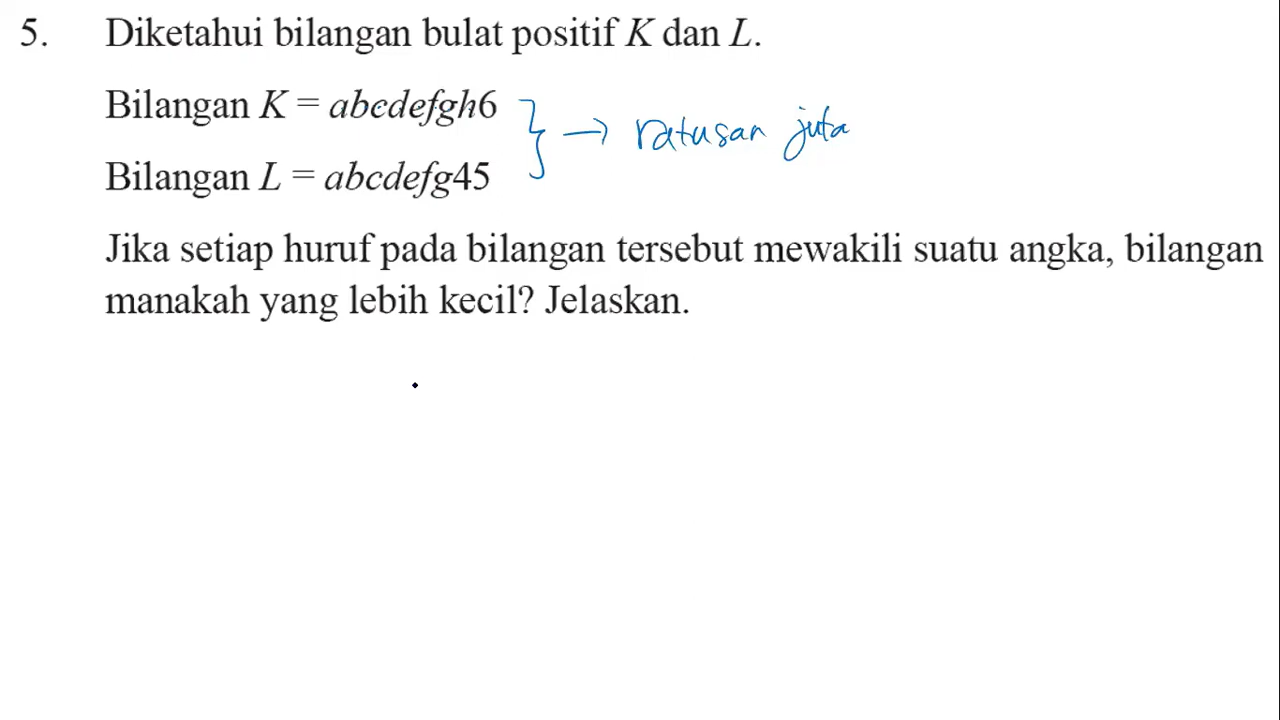 5. Diketahui bilangan bulat positif K dan L.
Bilangan K = abcdefgh6
Bilangan L = abcdefg45
} → ratusan juta
Jika setiap huruf pada bilangan tersebut mewakili suatu angka, bilangan
manakah yang lebih kecil? Jelaskan.